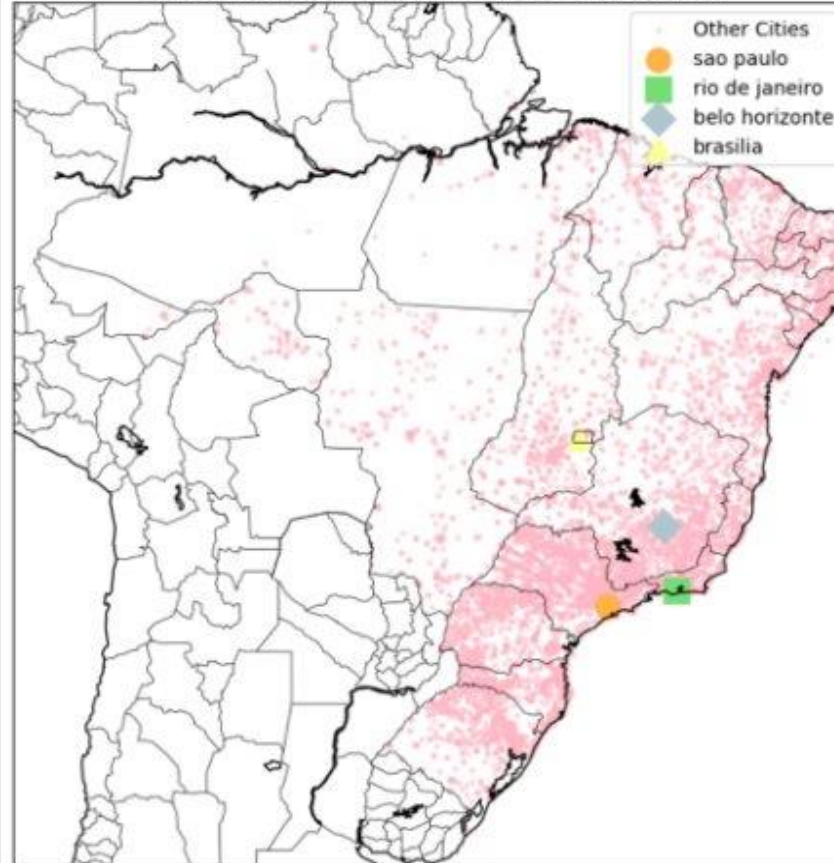 Other Cities
sao paulo
rio de janeiro
belo horizonte
brasilia